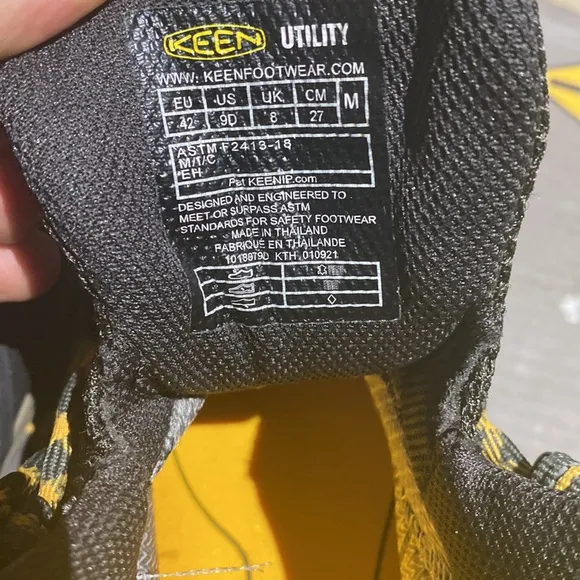 KEEN UTILITY
WWW.KEENFOOTWEAR.COM
EU US UK CM M
42 9D 8 27
ASTM F2413-18
M/I/C
EH
Pat KEENIP.com
DESIGNED AND ENGINEERED TO
MEET OR SURPASS ASTM
STANDARDS FOR SAFETY FOOTWEAR
MADE IN THAILAND
FABRIQUE EN THAILANDE
1018079D KTH 010921